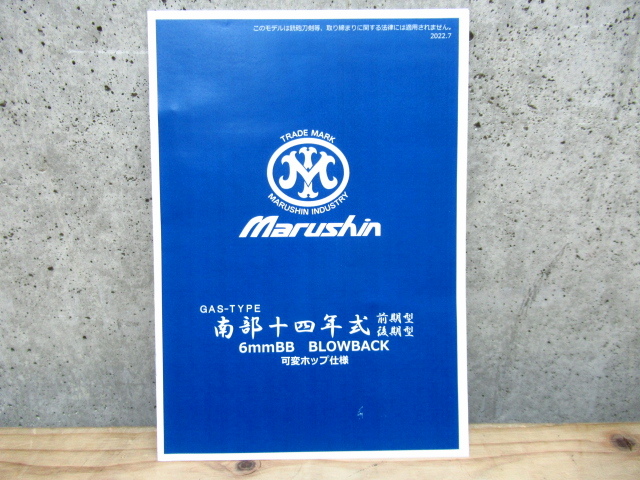 このモデルは銃砲刀剣等、取り締まりに関する法律には適用されません。
2022.7
TRADE MARK
M
MARUSHIN INDUSTRY
Marushin
GAS-TYPE
南部十四年式 前期型
後期型
6mmBB BLOWBACK
可変ホップ仕様